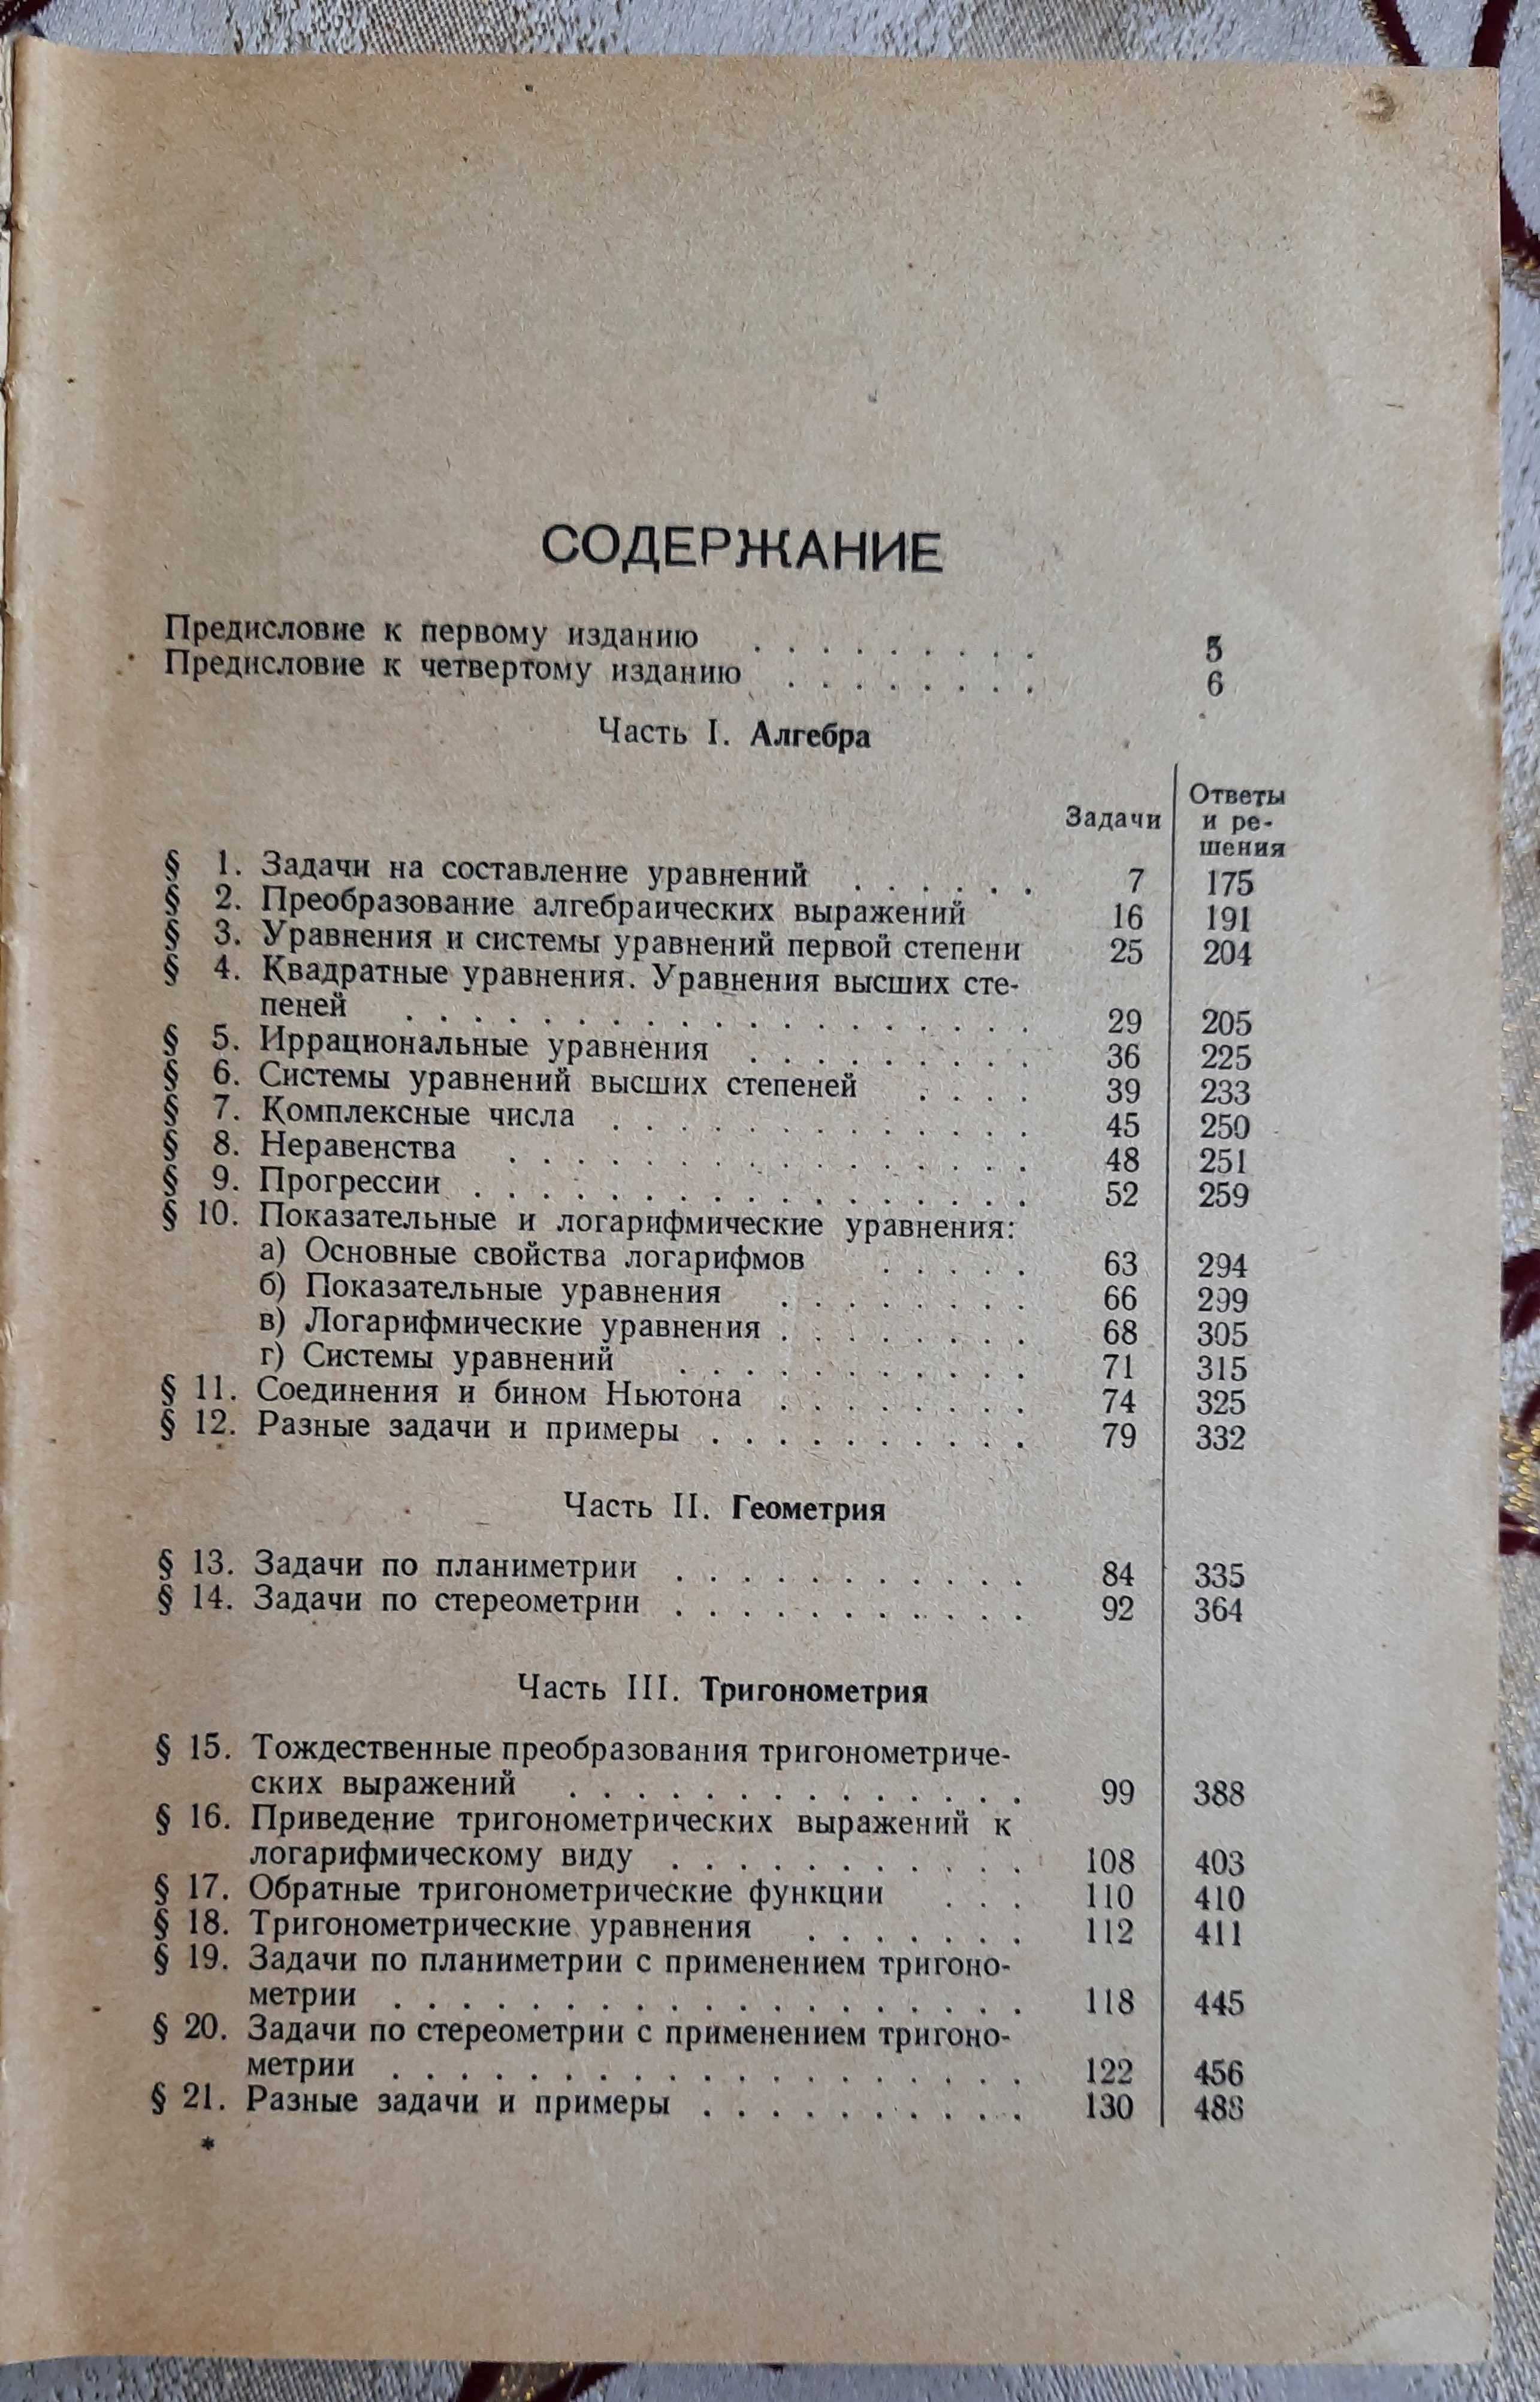 СОДЕРЖАНИЕ
Предисловие к первому изданию . . . . . . . . . 5
Предисловие к четвертому изданию . . . . . . . . 6
Часть I. Алгебра
Задачи
Ответы
и ре-
шения
§ 1. Задачи на составление уравнений . . . . . . 7 175
§ 2. Преобразование алгебраических выражений 16 191
§ 3. Уравнения и системы уравнений первой степени 25 204
§ 4. Квадратные уравнения. Уравнения высших сте-
пеней . . . . . . . . . . . . . . . . . . . 29 205
§ 5. Иррациональные уравнения . . . . . . . . . 36 225
§ 6. Системы уравнений высших степеней . . . . 39 233
§ 7. Комплексные числа . . . . . . . . . . . . . 45 250
§ 8. Неравенства . . . . . . . . . . . . . . . . 48 251
§ 9. Прогрессии . . . . . . . . . . . . . . . . . 52 259
§ 10. Показательные и логарифмические уравнения:
а) Основные свойства логарифмов . . . . . 63 294
б) Показательные уравнения . . . . . . . . 66 299
в) Логарифмические уравнения . . . . . . . . 68 305
г) Системы уравнений . . . . . . . . . . . 71 315
§ 11. Соединения и бином Ньютона . . . . . . . . 74 325
§ 12. Разные задачи и примеры . . . . . . . . . . 79 332
Часть II. Геометрия
§ 13. Задачи по планиметрии . . . . . . . . . . . 84 335
§ 14. Задачи по стереометрии . . . . . . . . . . . 92 364
Часть III. Тригонометрия
§ 15. Тождественные преобразования тригонометриче-
ских выражений . . . . . . . . . . . . . . 99 388
§ 16. Приведение тригонометрических выражений к
логарифмическому виду . . . . . . . . . . . 108 403
§ 17. Обратные тригонометрические функции . . . 110 410
§ 18. Тригонометрические уравнения . . . . . . . 112 411
§ 19. Задачи по планиметрии с применением тригоно-
метрии . . . . . . . . . . . . . . . . . . . 118 445
§ 20. Задачи по стереометрии с применением тригоно-
метрии . . . . . . . . . . . . . . . . . . . 122 456
§ 21. Разные задачи и примеры . . . . . . . . . . 130 488
*